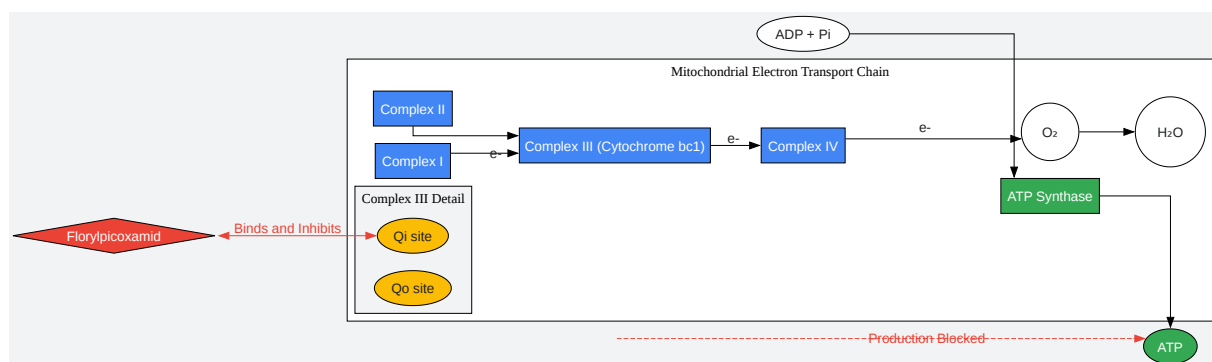 ADP + Pi
Mitochondrial Electron Transport Chain
Complex II
Complex I
e-
Complex III (Cytochrome bc1)
e-
Complex IV
e-
O₂
H₂O
ATP Synthase
Complex III Detail
Florylpicoxamid
Binds and Inhibits
Qi site
Qo site
Production Blocked
ATP